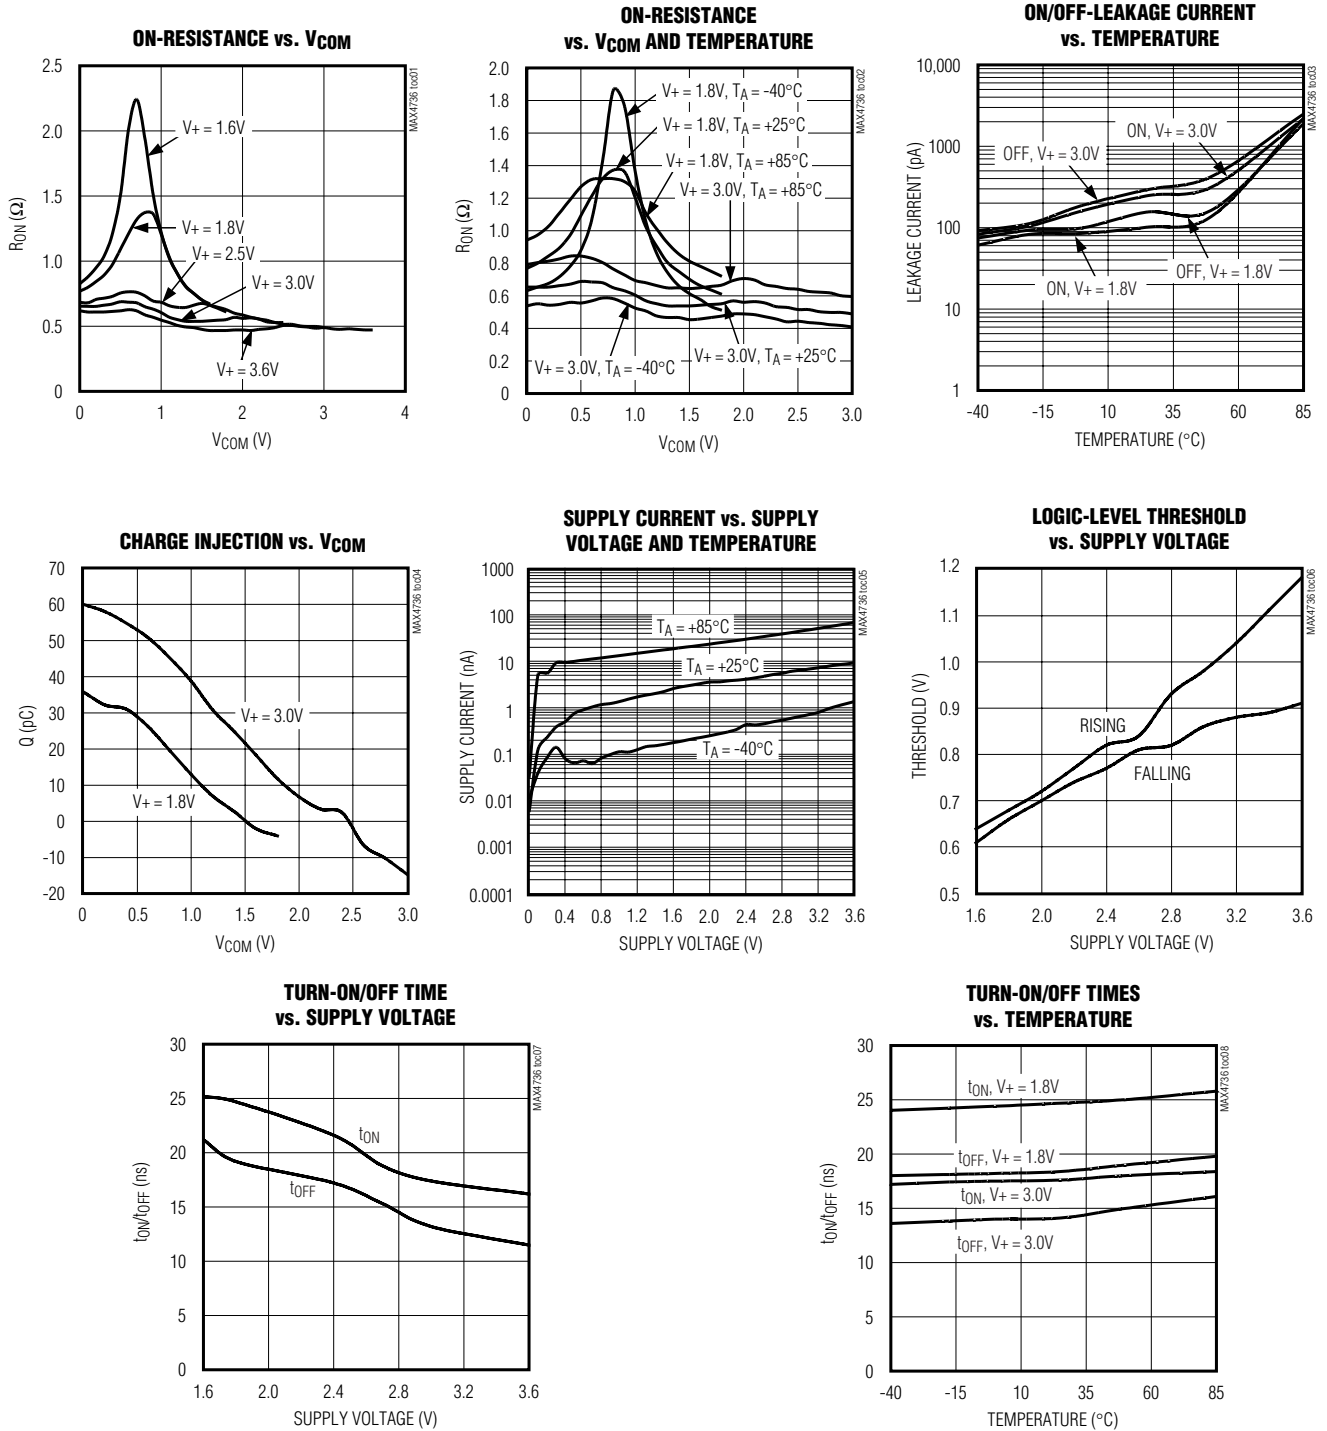 ON-RESISTANCE vs. VCOM
2.5
2.0
1.5
1.0
0.5
0
RON (Ω)
V+ = 1.6V
V+ = 1.8V
V+ = 2.5V
V+ = 3.0V
V+ = 3.6V
0 1 2 3 4
VCOM (V)
MAX4736 toc01
ON-RESISTANCE
vs. VCOM AND TEMPERATURE
2.0
1.8
1.6
1.4
1.2
1.0
0.8
0.6
0.4
0.2
0
RON (Ω)
V+ = 1.8V, TA = -40°C
V+ = 1.8V, TA = +25°C
V+ = 1.8V, TA = +85°C
V+ = 3.0V, TA = +85°C
V+ = 3.0V, TA = +25°C
V+ = 3.0V, TA = -40°C
0 0.5 1.0 1.5 2.0 2.5 3.0
VCOM (V)
MAX4736 toc02
ON/OFF-LEAKAGE CURRENT
vs. TEMPERATURE
10,000
1000
100
10
1
LEAKAGE CURRENT (pA)
ON, V+ = 3.0V
OFF, V+ = 3.0V
OFF, V+ = 1.8V
ON, V+ = 1.8V
-40 -15 10 35 60 85
TEMPERATURE (°C)
MAX4736 toc03
CHARGE INJECTION vs. VCOM
70
60
50
40
30
20
10
0
-10
-20
Q (pC)
V+ = 3.0V
V+ = 1.8V
0 0.5 1.0 1.5 2.0 2.5 3.0
VCOM (V)
MAX4736 toc04
SUPPLY CURRENT vs. SUPPLY
VOLTAGE AND TEMPERATURE
1000
100
10
1
0.1
0.01
0.001
0.0001
SUPPLY CURRENT (nA)
TA = +85°C
TA = +25°C
TA = -40°C
0 0.4 0.8 1.2 1.6 2.0 2.4 2.8 3.2 3.6
SUPPLY VOLTAGE (V)
MAX4736 toc05
LOGIC-LEVEL THRESHOLD
vs. SUPPLY VOLTAGE
1.2
1.1
1.0
0.9
0.8
0.7
0.6
0.5
THRESHOLD (V)
RISING
FALLING
1.6 2.0 2.4 2.8 3.2 3.6
SUPPLY VOLTAGE (V)
MAX4736 toc06
TURN-ON/OFF TIME
vs. SUPPLY VOLTAGE
30
25
20
15
10
5
0
tON/tOFF (ns)
tON
tOFF
1.6 2.0 2.4 2.8 3.2 3.6
SUPPLY VOLTAGE (V)
MAX4736 toc07
TURN-ON/OFF TIMES
vs. TEMPERATURE
30
25
20
15
10
5
0
tON/tOFF (ns)
tON, V+ = 1.8V
tOFF, V+ = 1.8V
tON, V+ = 3.0V
tOFF, V+ = 3.0V
-40 -15 10 35 60 85
TEMPERATURE (°C)
MAX4736 toc08